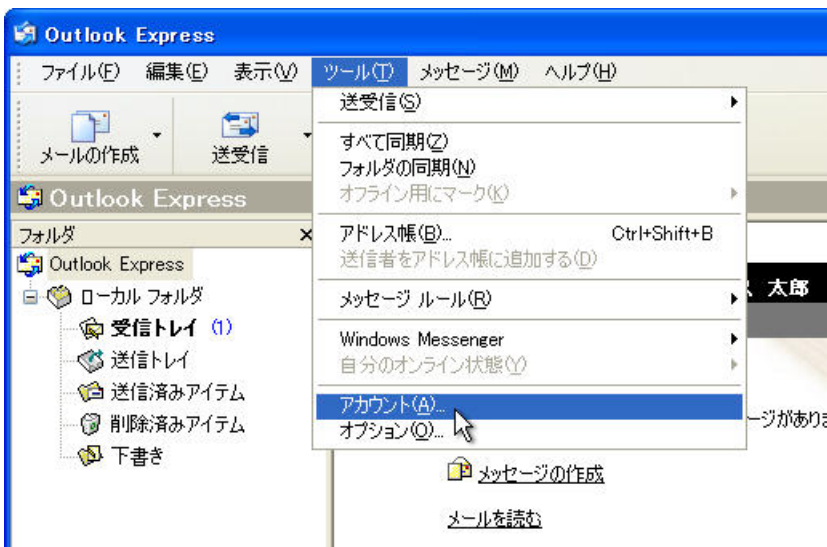 Outlook Express
ファイル(F) 編集(E) 表示(V) ツール(T) メッセージ(M) ヘルプ(H)
メールの作成 送受信
Outlook Express
フォルダ ×
Outlook Express
ローカル フォルダ
受信トレイ (1)
送信トレイ
送信済みアイテム
削除済みアイテム
下書き
送受信(S)
すべて同期(Z)
フォルダの同期(N)
オフライン用にマーク(K)
アドレス帳(B)... Ctrl+Shift+B
送信者をアドレス帳に追加する(D)
メッセージ ルール(R)
Windows Messenger
自分のオンライン状態(Y)
アカウント(A)...
オプション(O)...
太郎
ージがありま
メッセージの作成
メールを読む